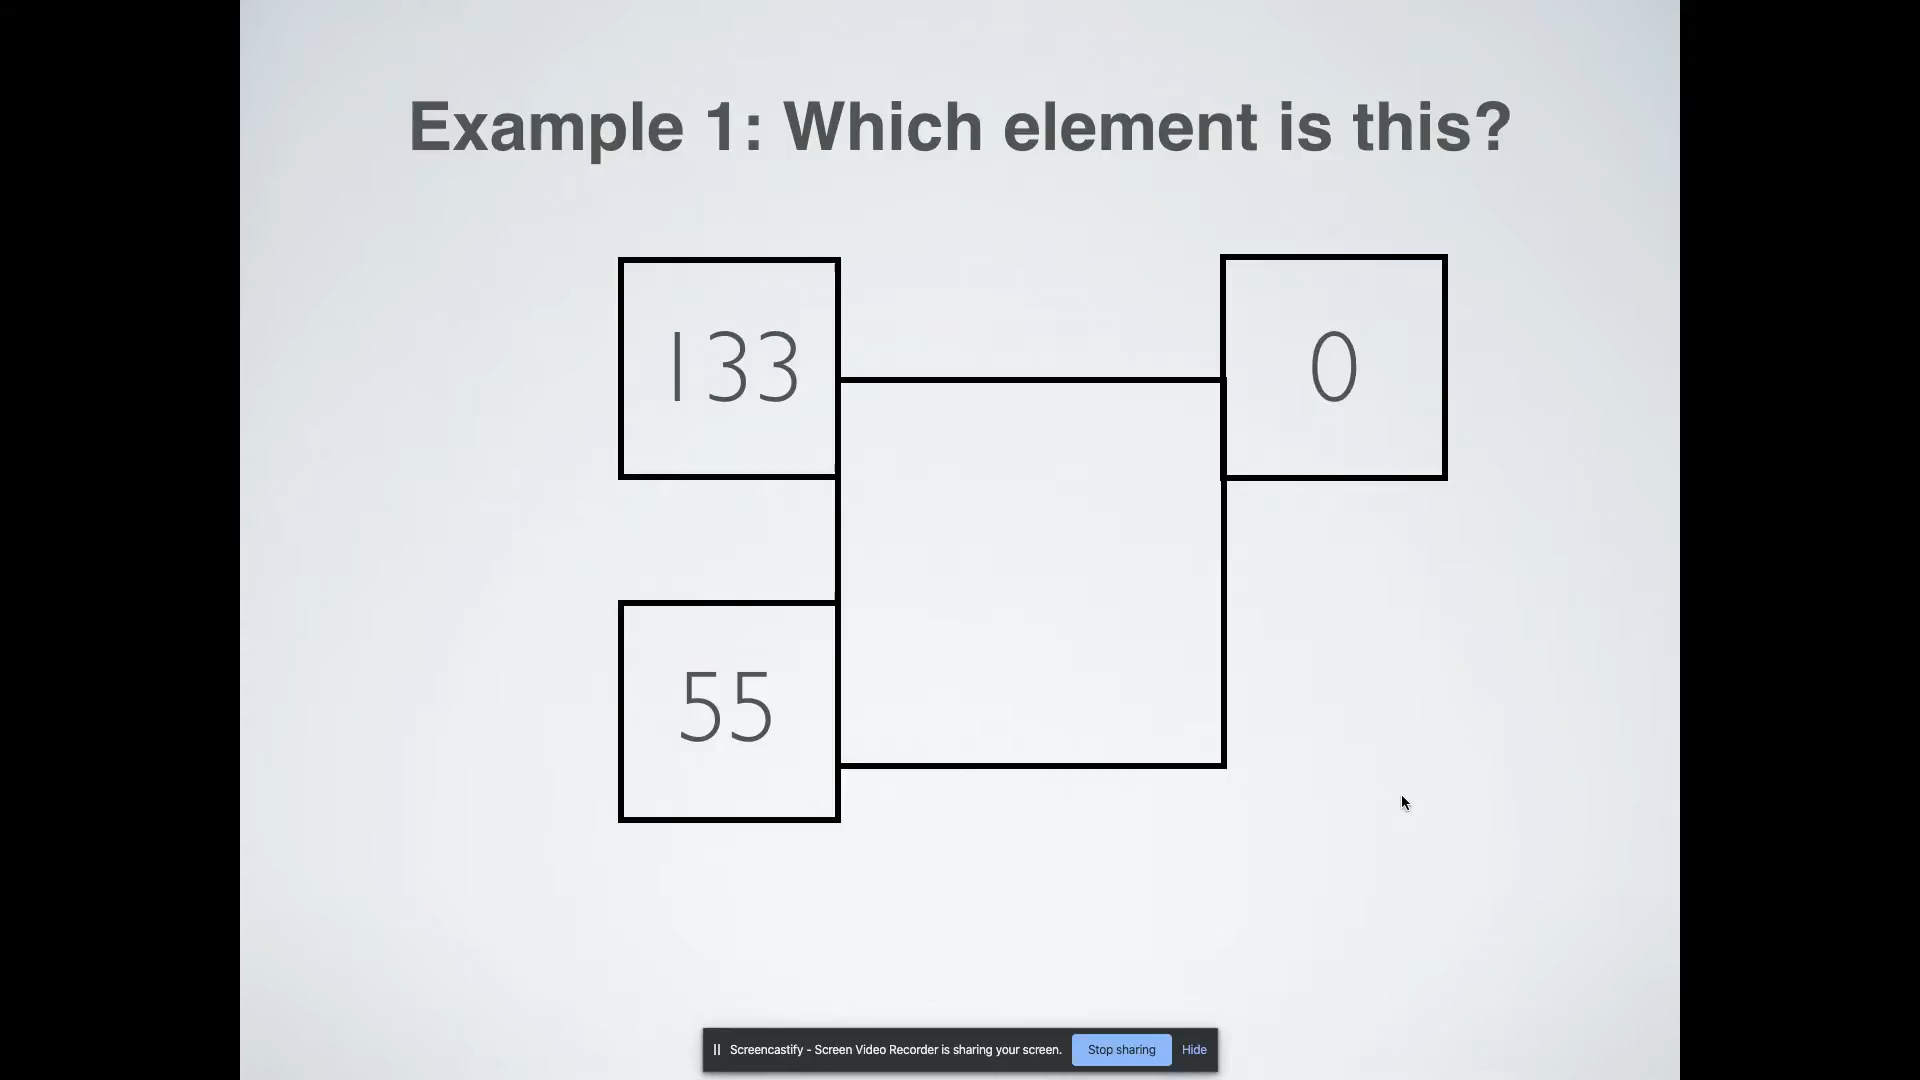 Example 1: Which element is this?
133
0
55
Screencastify - Screen Video Recorder is sharing your screen. Stop sharing Hide